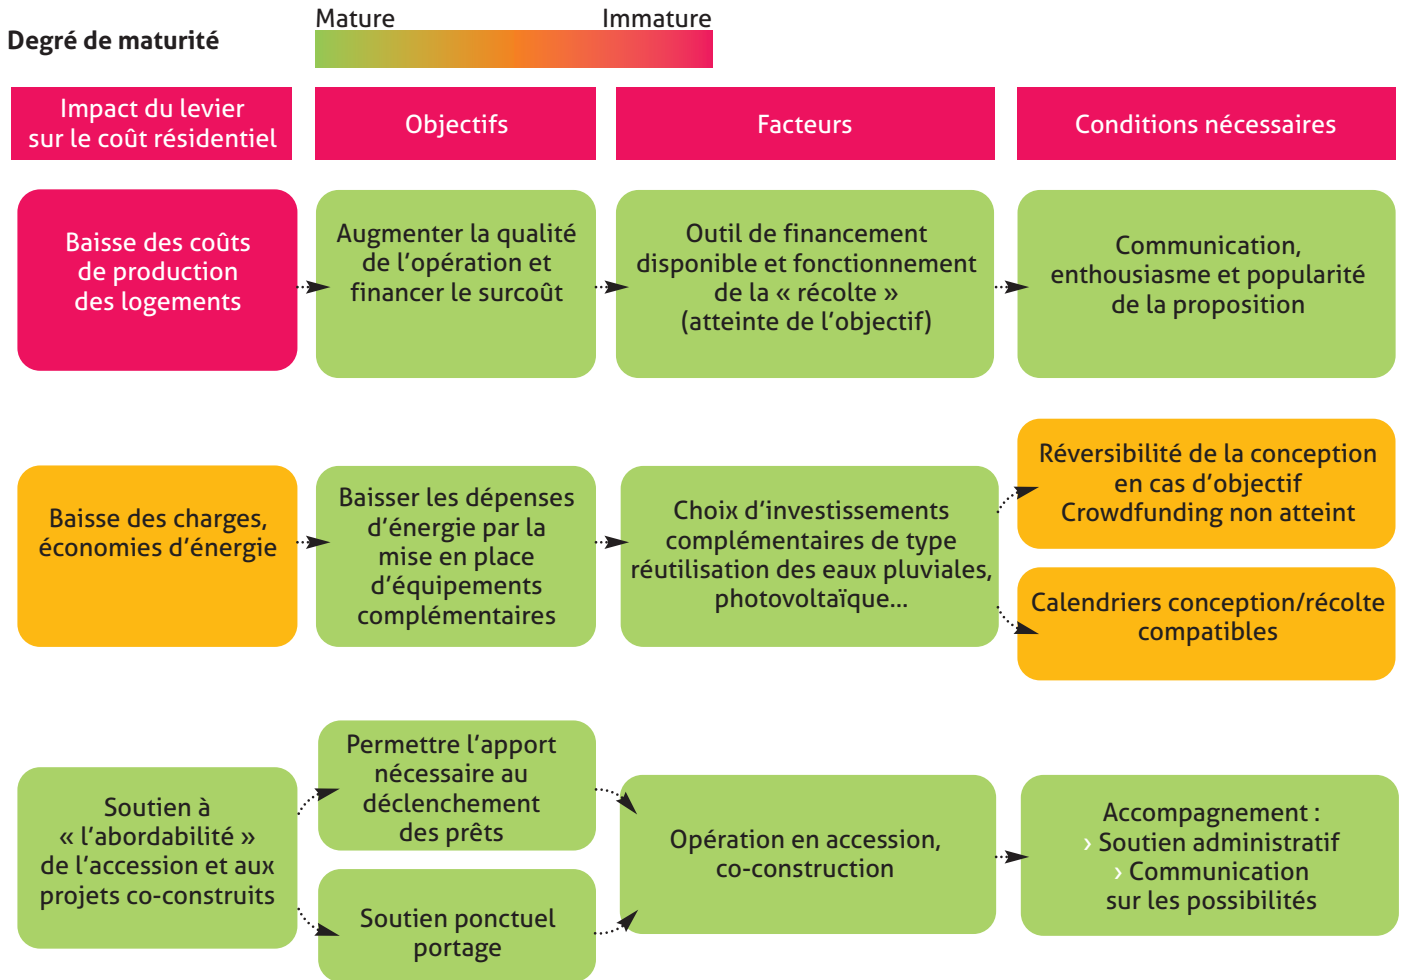 Degré de maturité
Mature
Immature
Impact du levier
sur le coût résidentiel
Objectifs
Facteurs
Conditions nécessaires
Baisse des coûts
de production
des logements
Augmenter la qualité
de l’opération et
financer le surcoût
Outil de financement
disponible et fonctionnement
de la « récolte »
(atteinte de l’objectif)
Communication,
enthousiasme et popularité
de la proposition
Baisse des charges,
économies d’énergie
Baisser les dépenses
d’énergie par la
mise en place
d’équipements
complémentaires
Choix d’investissements
complémentaires de type
réutilisation des eaux pluviales,
photovoltaïque...
Réversibilité de la conception
en cas d’objectif
Crowdfunding non atteint
Calendriers conception/récolte
compatibles
Soutien à
« l’abordabilité »
de l’accession et aux
projets co-construits
Permettre l’apport
nécessaire au
déclenchement
des prêts
Soutien ponctuel
portage
Opération en accession,
co-construction
Accompagnement :
› Soutien administratif
› Communication
sur les possibilités